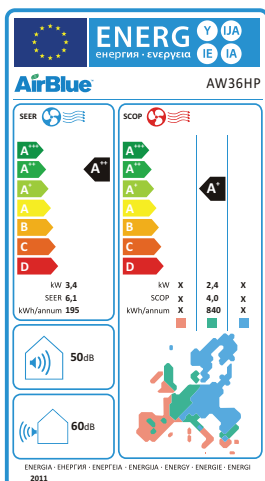 ENERG Y IJA
енергия · ενεργεια IE IA
AirBlue AW36HP
SEER SCOP
A+++ A+++
A++ A++ A++
A+ A+ A+
A A
B B
C C
D D
kW 3,4 kW X 2,4 X
SEER 6,1 SCOP X 4,0 X
kWh/annum 195 kWh/annum X 840 X
50dB
60dB
ENERGIA · ЕНЕРГИЯ · ΕΝΕΡΓΕΙΑ · ENERGIJA · ENERGY · ENERGIE · ENERGI
2011